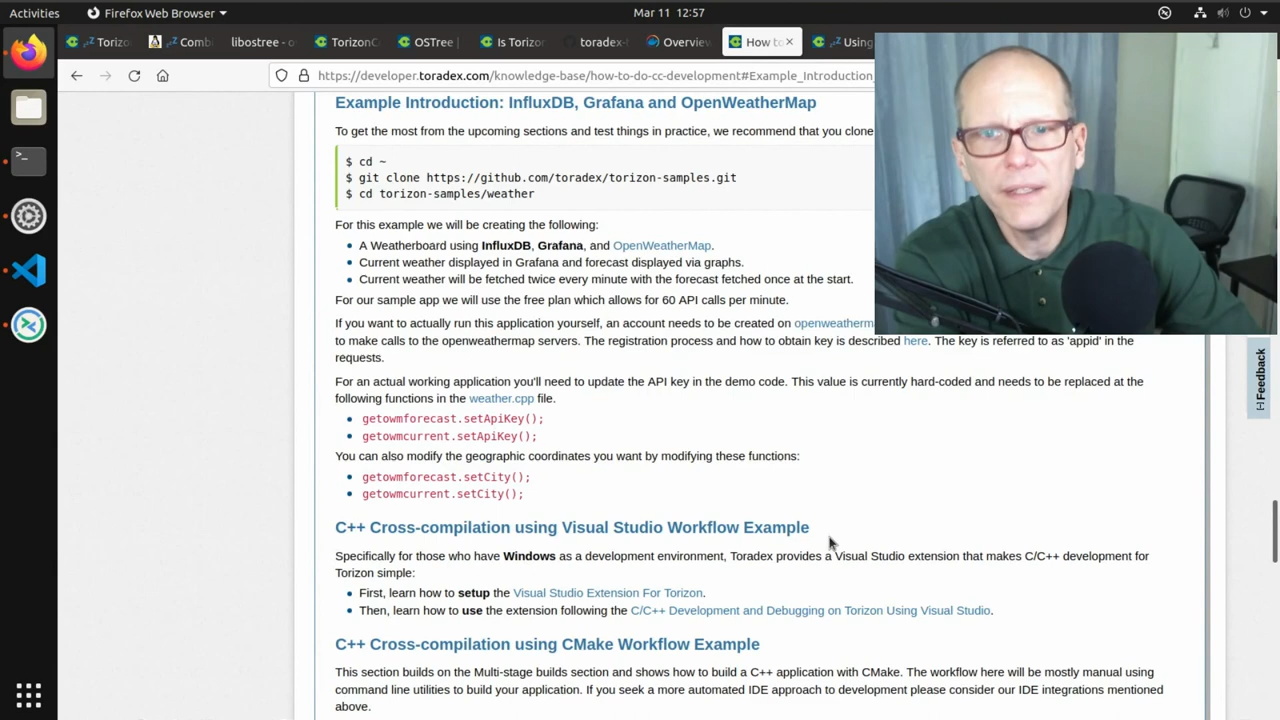 Activities
Firefox Web Browser
Mar 11 12:57
Torizo
Comb
libostree - o
TorizonC
OSTree
Is Torizor
toradex-
Overview
How to
Using
https://developer.toradex.com/knowledge-base/how-to-do-cc-development#Example_Introduction_
Example Introduction: InfluxDB, Grafana and OpenWeatherMap
To get the most from the upcoming sections and test things in practice, we recommend that you clone
$ cd ~
$ git clone https://github.com/toradex/torizon-samples.git
$ cd torizon-samples/weather
For this example we will be creating the following:
A Weatherboard using InfluxDB, Grafana, and OpenWeatherMap.
Current weather displayed in Grafana and forecast displayed via graphs.
Current weather will be fetched twice every minute with the forecast fetched once at the start.
For our sample app we will use the free plan which allows for 60 API calls per minute.
If you want to actually run this application yourself, an account needs to be created on openweatherm
to make calls to the openweathermap servers. The registration process and how to obtain key is described here. The key is referred to as 'appid' in the
requests.
For an actual working application you'll need to update the API key in the demo code. This value is currently hard-coded and needs to be replaced at the
following functions in the weather.cpp file.
getowmforecast.setApiKey();
getowmcurrent.setApiKey();
You can also modify the geographic coordinates you want by modifying these functions:
getowmforecast.setCity();
getowmcurrent.setCity();
C++ Cross-compilation using Visual Studio Workflow Example
Specifically for those who have Windows as a development environment, Toradex provides a Visual Studio extension that makes C/C++ development for
Torizon simple:
First, learn how to setup the Visual Studio Extension For Torizon.
Then, learn how to use the extension following the C/C++ Development and Debugging on Torizon Using Visual Studio.
C++ Cross-compilation using CMake Workflow Example
This section builds on the Multi-stage builds section and shows how to build a C++ application with CMake. The workflow here will be mostly manual using
command line utilities to build your application. If you seek a more automated IDE approach to development please consider our IDE integrations mentioned
above.
[-] Feedback